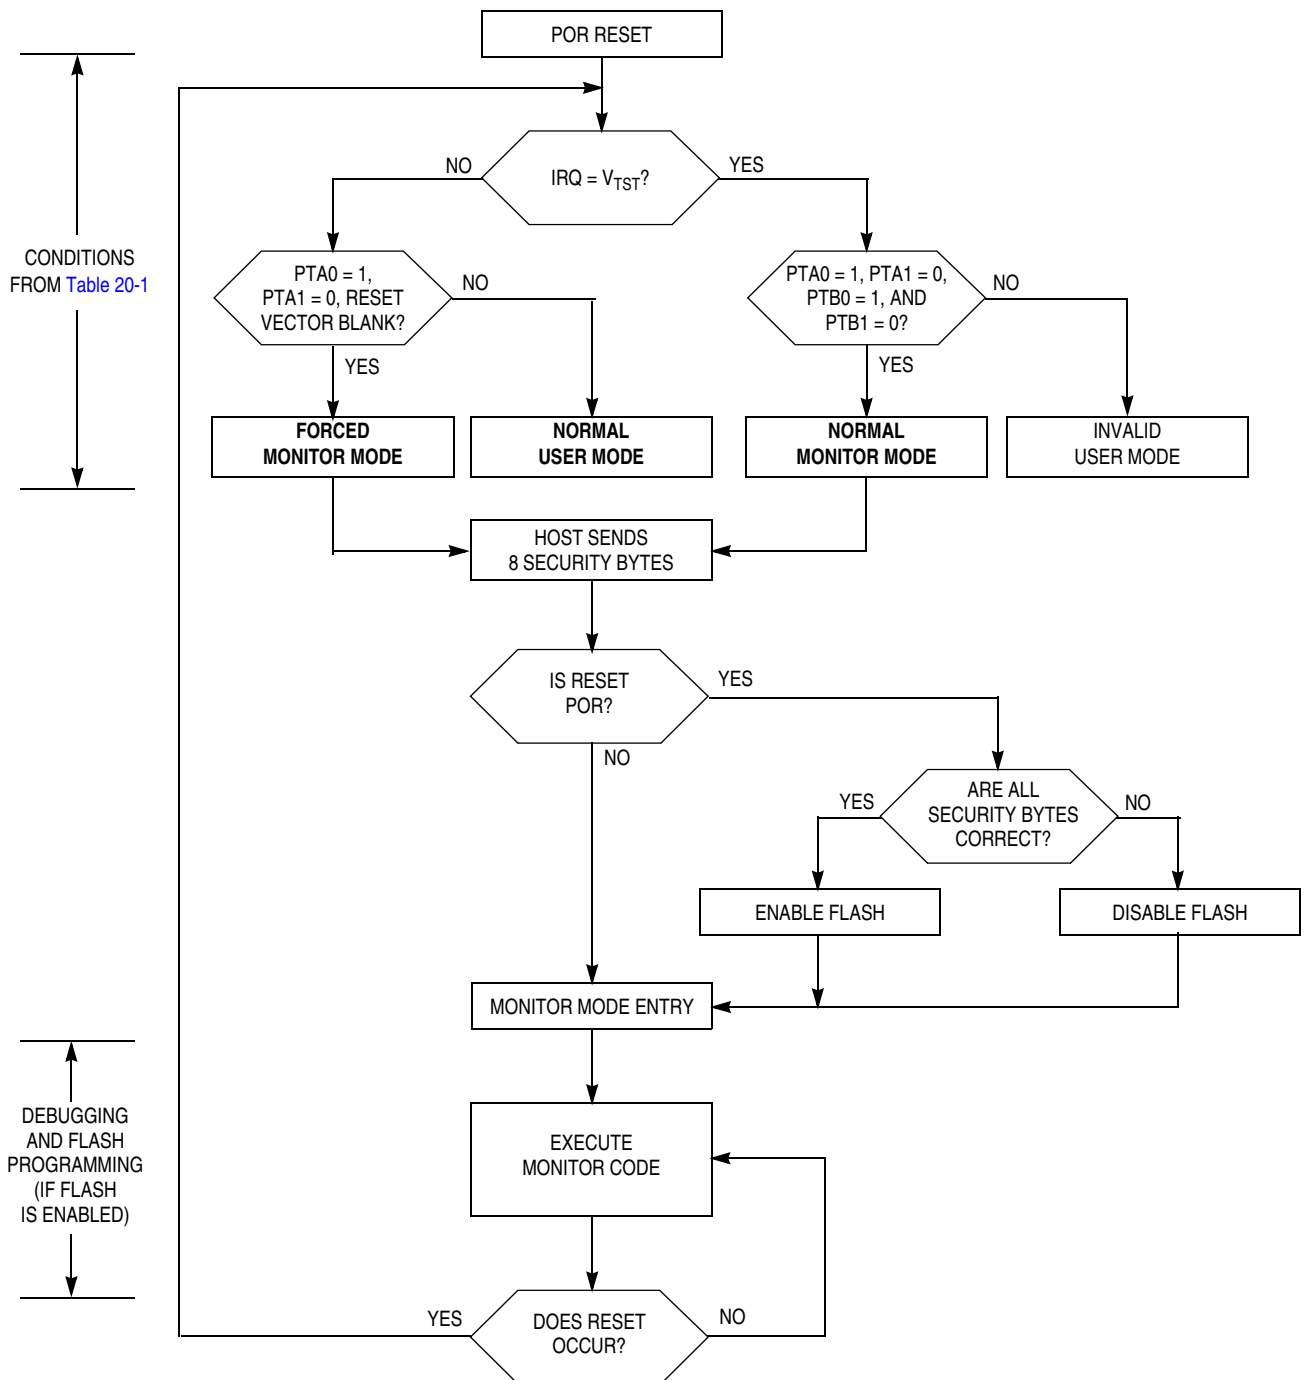 POR RESET
IRQ = VTST?
NO
YES
CONDITIONS
FROM Table 20-1
PTA0 = 1,
PTA1 = 0, RESET
VECTOR BLANK?
NO
YES
PTA0 = 1, PTA1 = 0,
PTB0 = 1, AND
PTB1 = 0?
NO
YES
FORCED
MONITOR MODE
NORMAL
USER MODE
NORMAL
MONITOR MODE
INVALID
USER MODE
HOST SENDS
8 SECURITY BYTES
IS RESET
POR?
YES
NO
ARE ALL
SECURITY BYTES
CORRECT?
YES
NO
ENABLE FLASH
DISABLE FLASH
MONITOR MODE ENTRY
DEBUGGING
AND FLASH
PROGRAMMING
(IF FLASH
IS ENABLED)
EXECUTE
MONITOR CODE
YES
DOES RESET
OCCUR?
NO